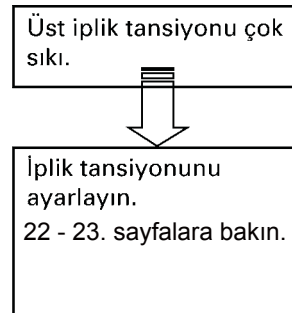 Üst iplik tansiyonu çok
sıkı.
İplik tansiyonunu
ayarlayın.
22 - 23. sayfalara bakın.